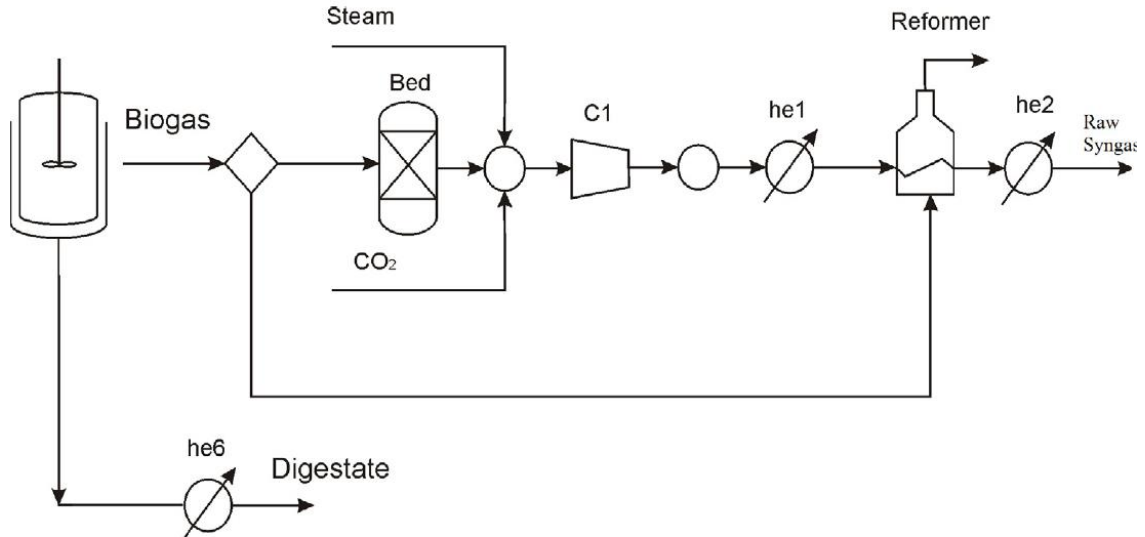 Steam
Reformer
Bed
C1
he1
he2
Biogas
Raw
Syngas
CO₂
he6
Digestate